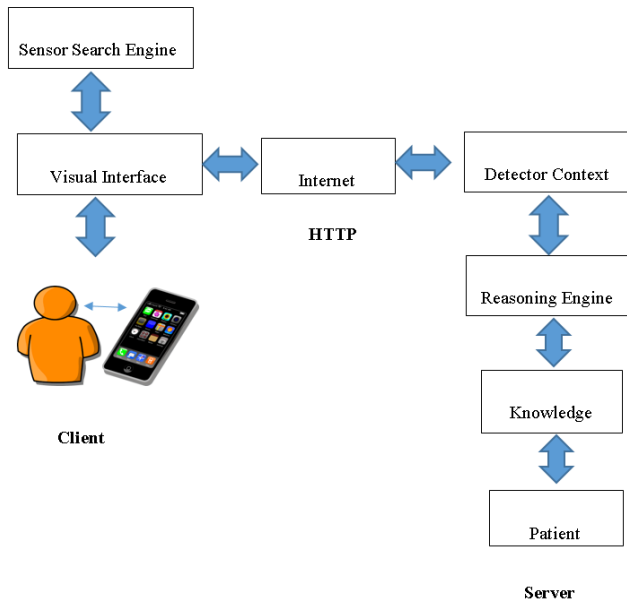 Sensor Search Engine
Visual Interface
Internet
Detector Context
HTTP
Reasoning Engine
Knowledge
Client
Patient
Server